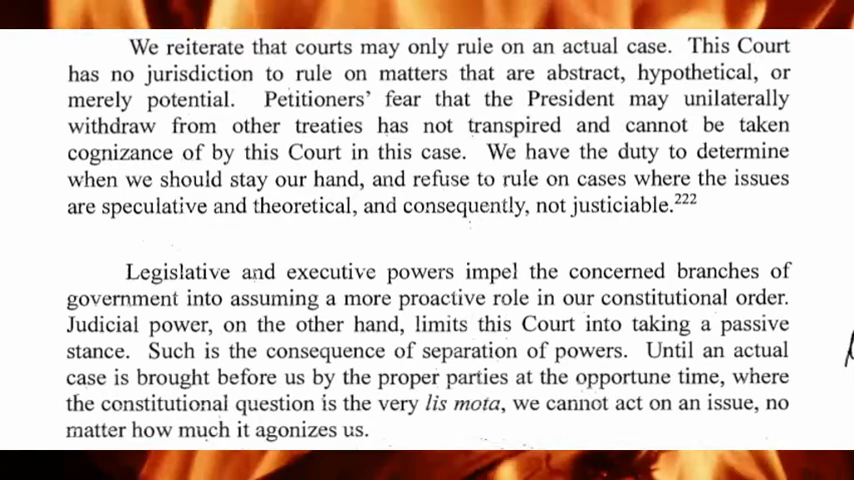 We reiterate that courts may only rule on an actual case. This Court
has no jurisdiction to rule on matters that are abstract, hypothetical, or
merely potential. Petitioners' fear that the President may unilaterally
withdraw from other treaties has not transpired and cannot be taken
cognizance of by this Court in this case. We have the duty to determine
when we should stay our hand, and refuse to rule on cases where the issues
are speculative and theoretical, and consequently, not justiciable.222
Legislative and executive powers impel the concerned branches of
government into assuming a more proactive role in our constitutional order.
Judicial power, on the other hand, limits this Court into taking a passive
stance. Such is the consequence of separation of powers. Until an actual
case is brought before us by the proper parties at the opportune time, where
the constitutional question is the very lis mota, we cannot act on an issue, no
matter how much it agonizes us.